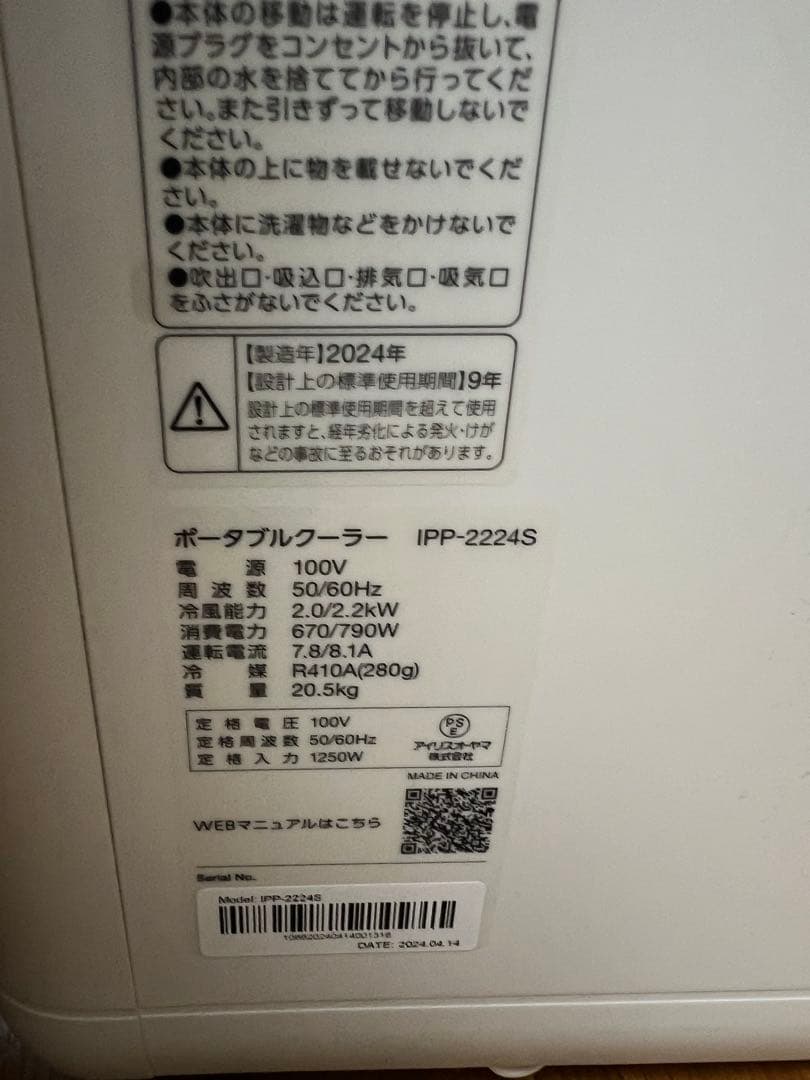 ●本体の移動は運転を停止し、電
源プラグをコンセントから抜いて、
内部の水を捨ててから行ってくだ
さい。また引きずって移動しないで
ください。
●本体の上に物を載せないでくだ
さい。
●本体に洗濯物などをかけないで
ください。
●吹出口・吸込口・排気口・吸気口
をふさがないでください。
【製造年】2024年
【設計上の標準使用期間】9年
設計上の標準使用期間を超えて使用
されますと、経年劣化による発火・けが
などの事故に至るおそれがあります。
ポータブルクーラー IPP-2224S
電源 100V
周波数 50/60Hz
冷風能力 2.0/2.2kW
消費電力 670/790W
運転電流 7.8/8.1A
冷媒 R410A(280g)
質量 20.5kg
定格電圧 100V
定格周波数 50/60Hz
定格入力 1250W
PSE
アイリスオーヤマ
株式会社
MADE IN CHINA
WEBマニュアルはこちら
Serial No.
Model: IPP-2224S
DATE: 2024.04.14